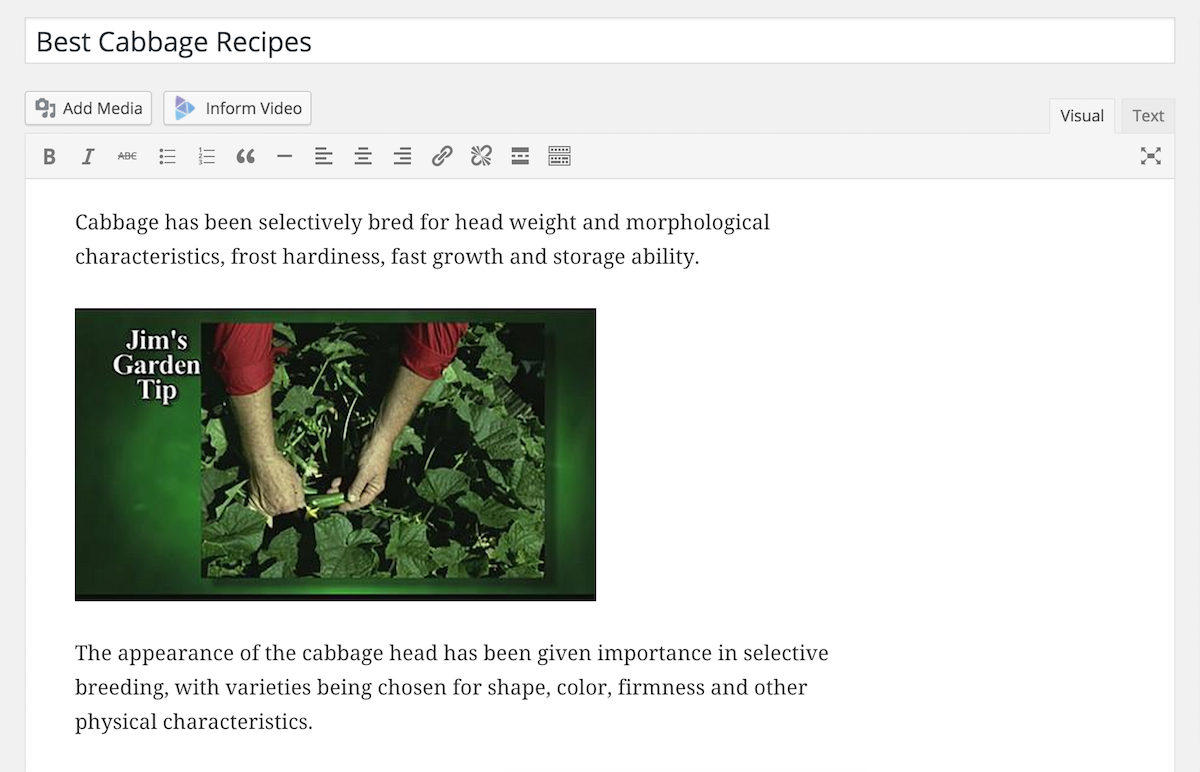 Best Cabbage Recipes
Add Media
Inform Video
Visual
Text
B
I
ABC
Cabbage has been selectively bred for head weight and morphological
characteristics, frost hardiness, fast growth and storage ability.
Jim's
Garden
Tip
The appearance of the cabbage head has been given importance in selective
breeding, with varieties being chosen for shape, color, firmness and other
physical characteristics.